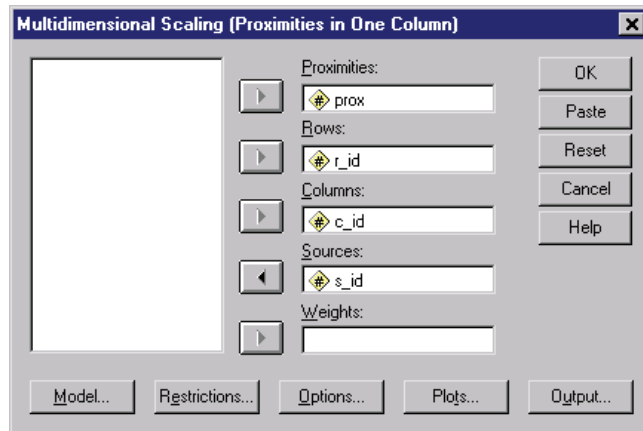 Multidimensional Scaling (Proximities in One Column)
Proximities:
prox
Rows:
r_id
Columns:
c_id
Sources:
s_id
Weights:
OK
Paste
Reset
Cancel
Help
Model...
Restrictions...
Options...
Plots...
Output...